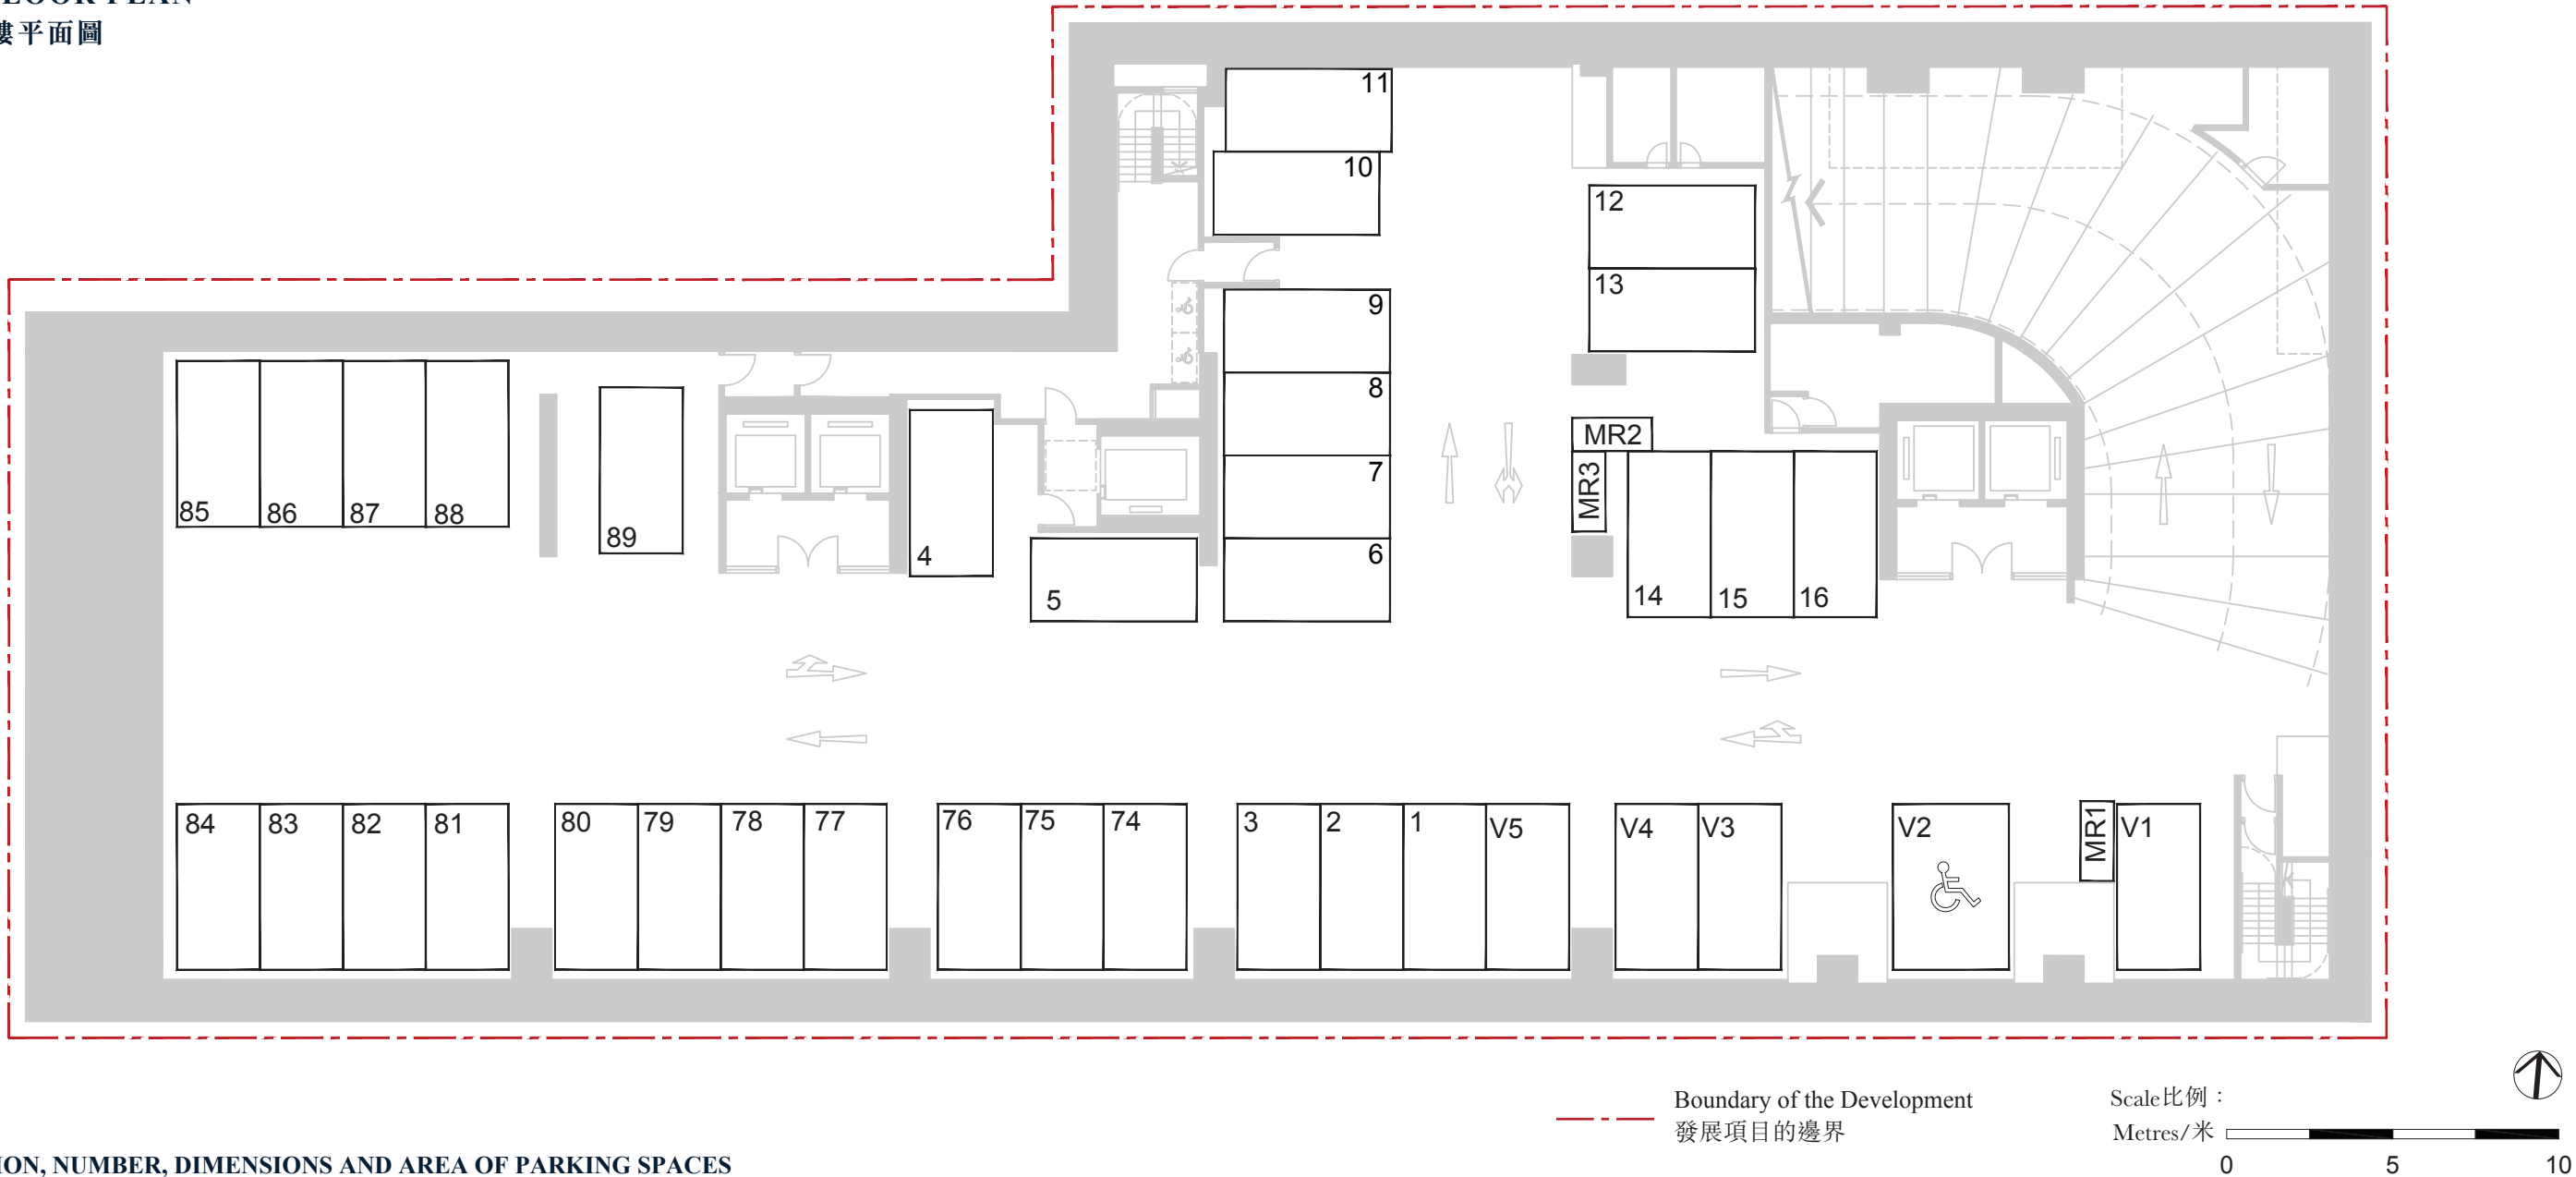 樓平面圖
11
10
12
13
9
8
7
6
MR2
MR3
85
86
87
88
89
4
5
14
15
16
84
83
82
81
80
79
78
77
76
75
74
3
2
1
V5
V4
V3
V2
MR1
V1
Boundary of the Development
發展項目的邊界
Scale比例：
Metres/米
0 5 10
NUMBER, DIMENSIONS AND AREA OF PARKING SPACES